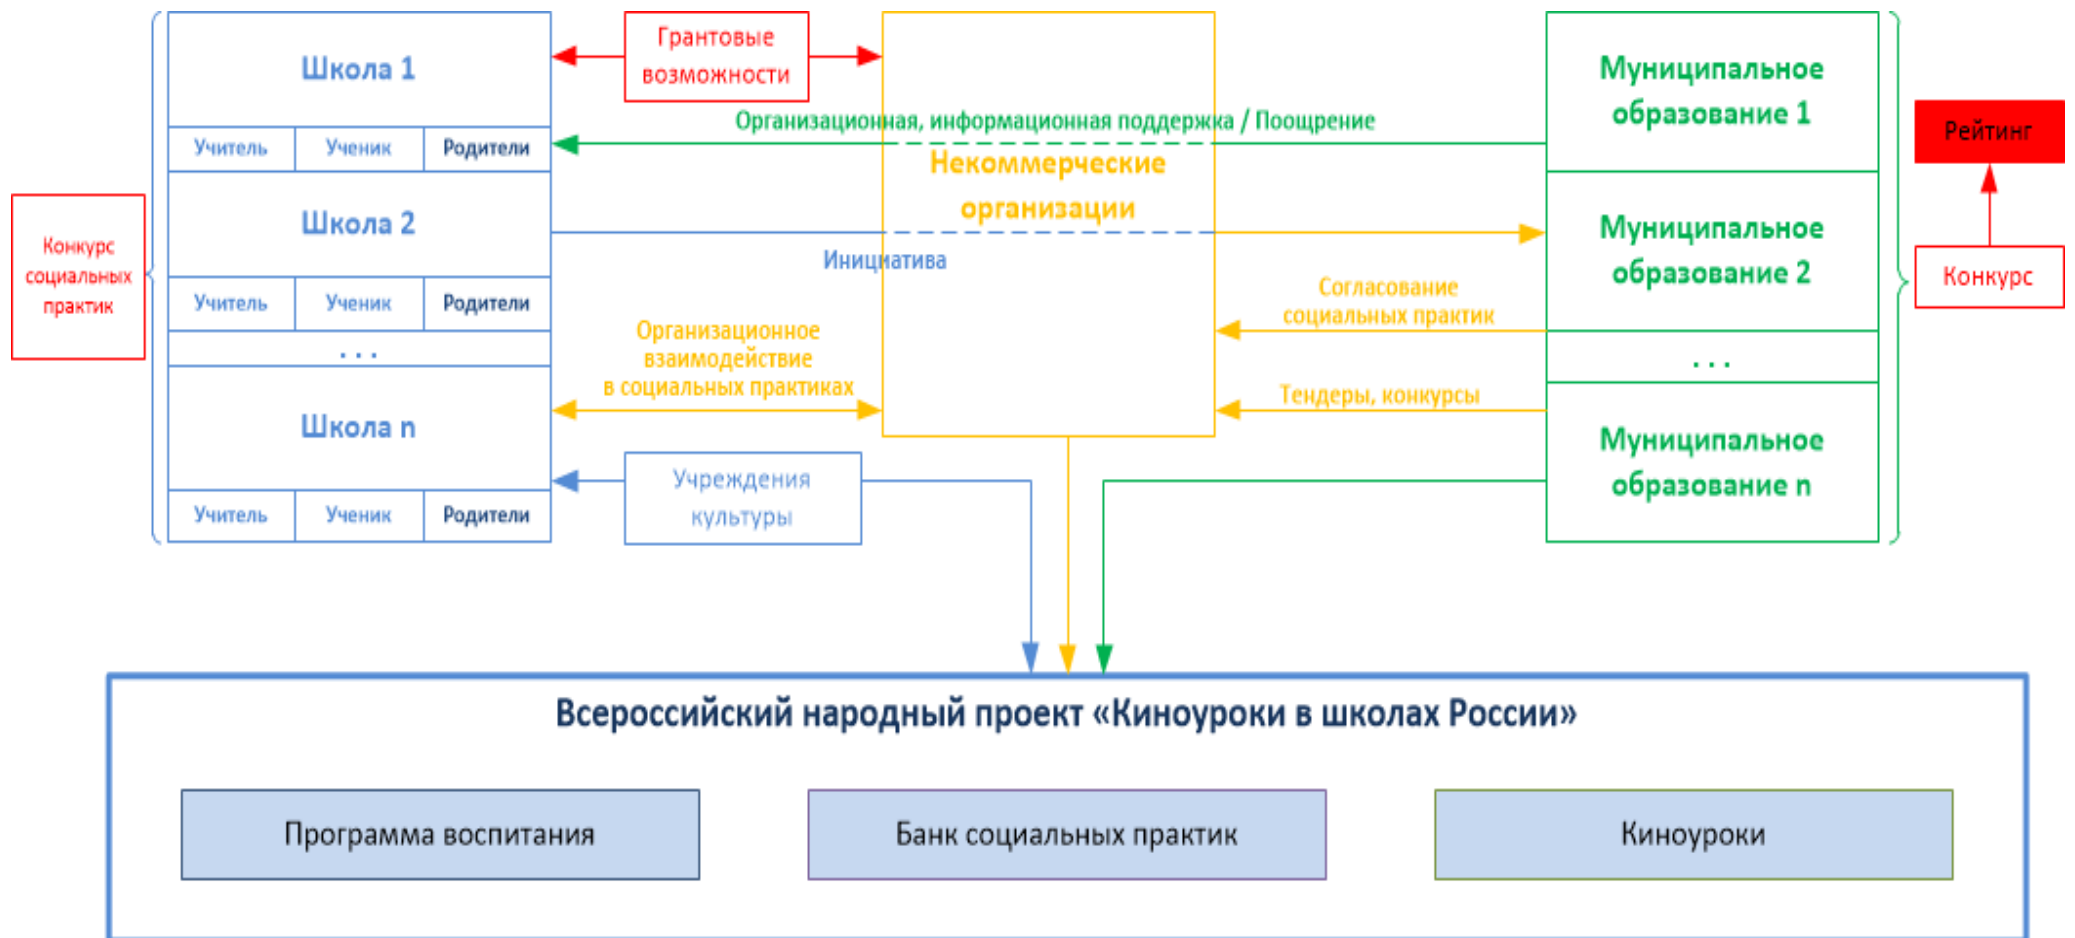 Конкурс
социальных
практик
Школа 1
Учитель
Ученик
Родители
Школа 2
Учитель
Ученик
Родители
. . .
Школа n
Учитель
Ученик
Родители
Грантовые
возможности
Организационная, информационная поддержка / Поощрение
Некоммерческие
организации
Инициатива
Организационное
взаимодействие
в социальных практиках
Согласование
социальных практик
Тендеры, конкурсы
Учреждения
культуры
Муниципальное
образование 1
Муниципальное
образование 2
. . .
Муниципальное
образование n
Рейтинг
Конкурс
Всероссийский народный проект «Киноуроки в школах России»
Программа воспитания
Банк социальных практик
Киноуроки